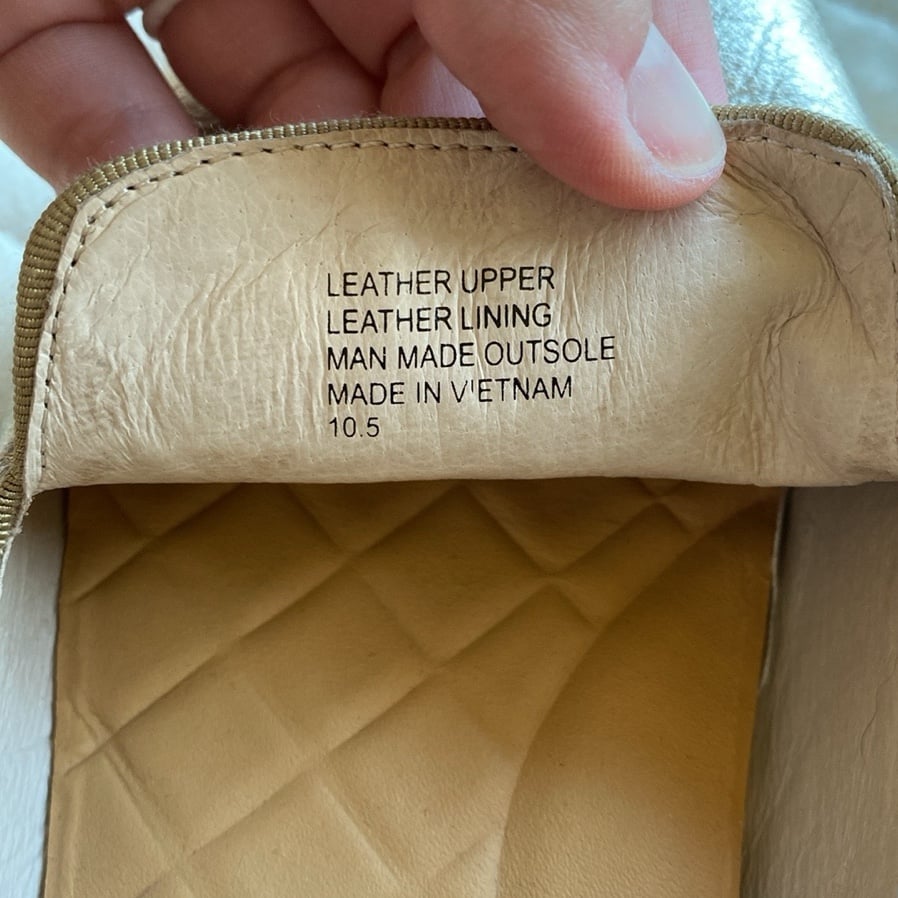 LEATHER UPPER
LEATHER LINING
MAN MADE OUTSOLE
MADE IN V'ETNAM
10.5